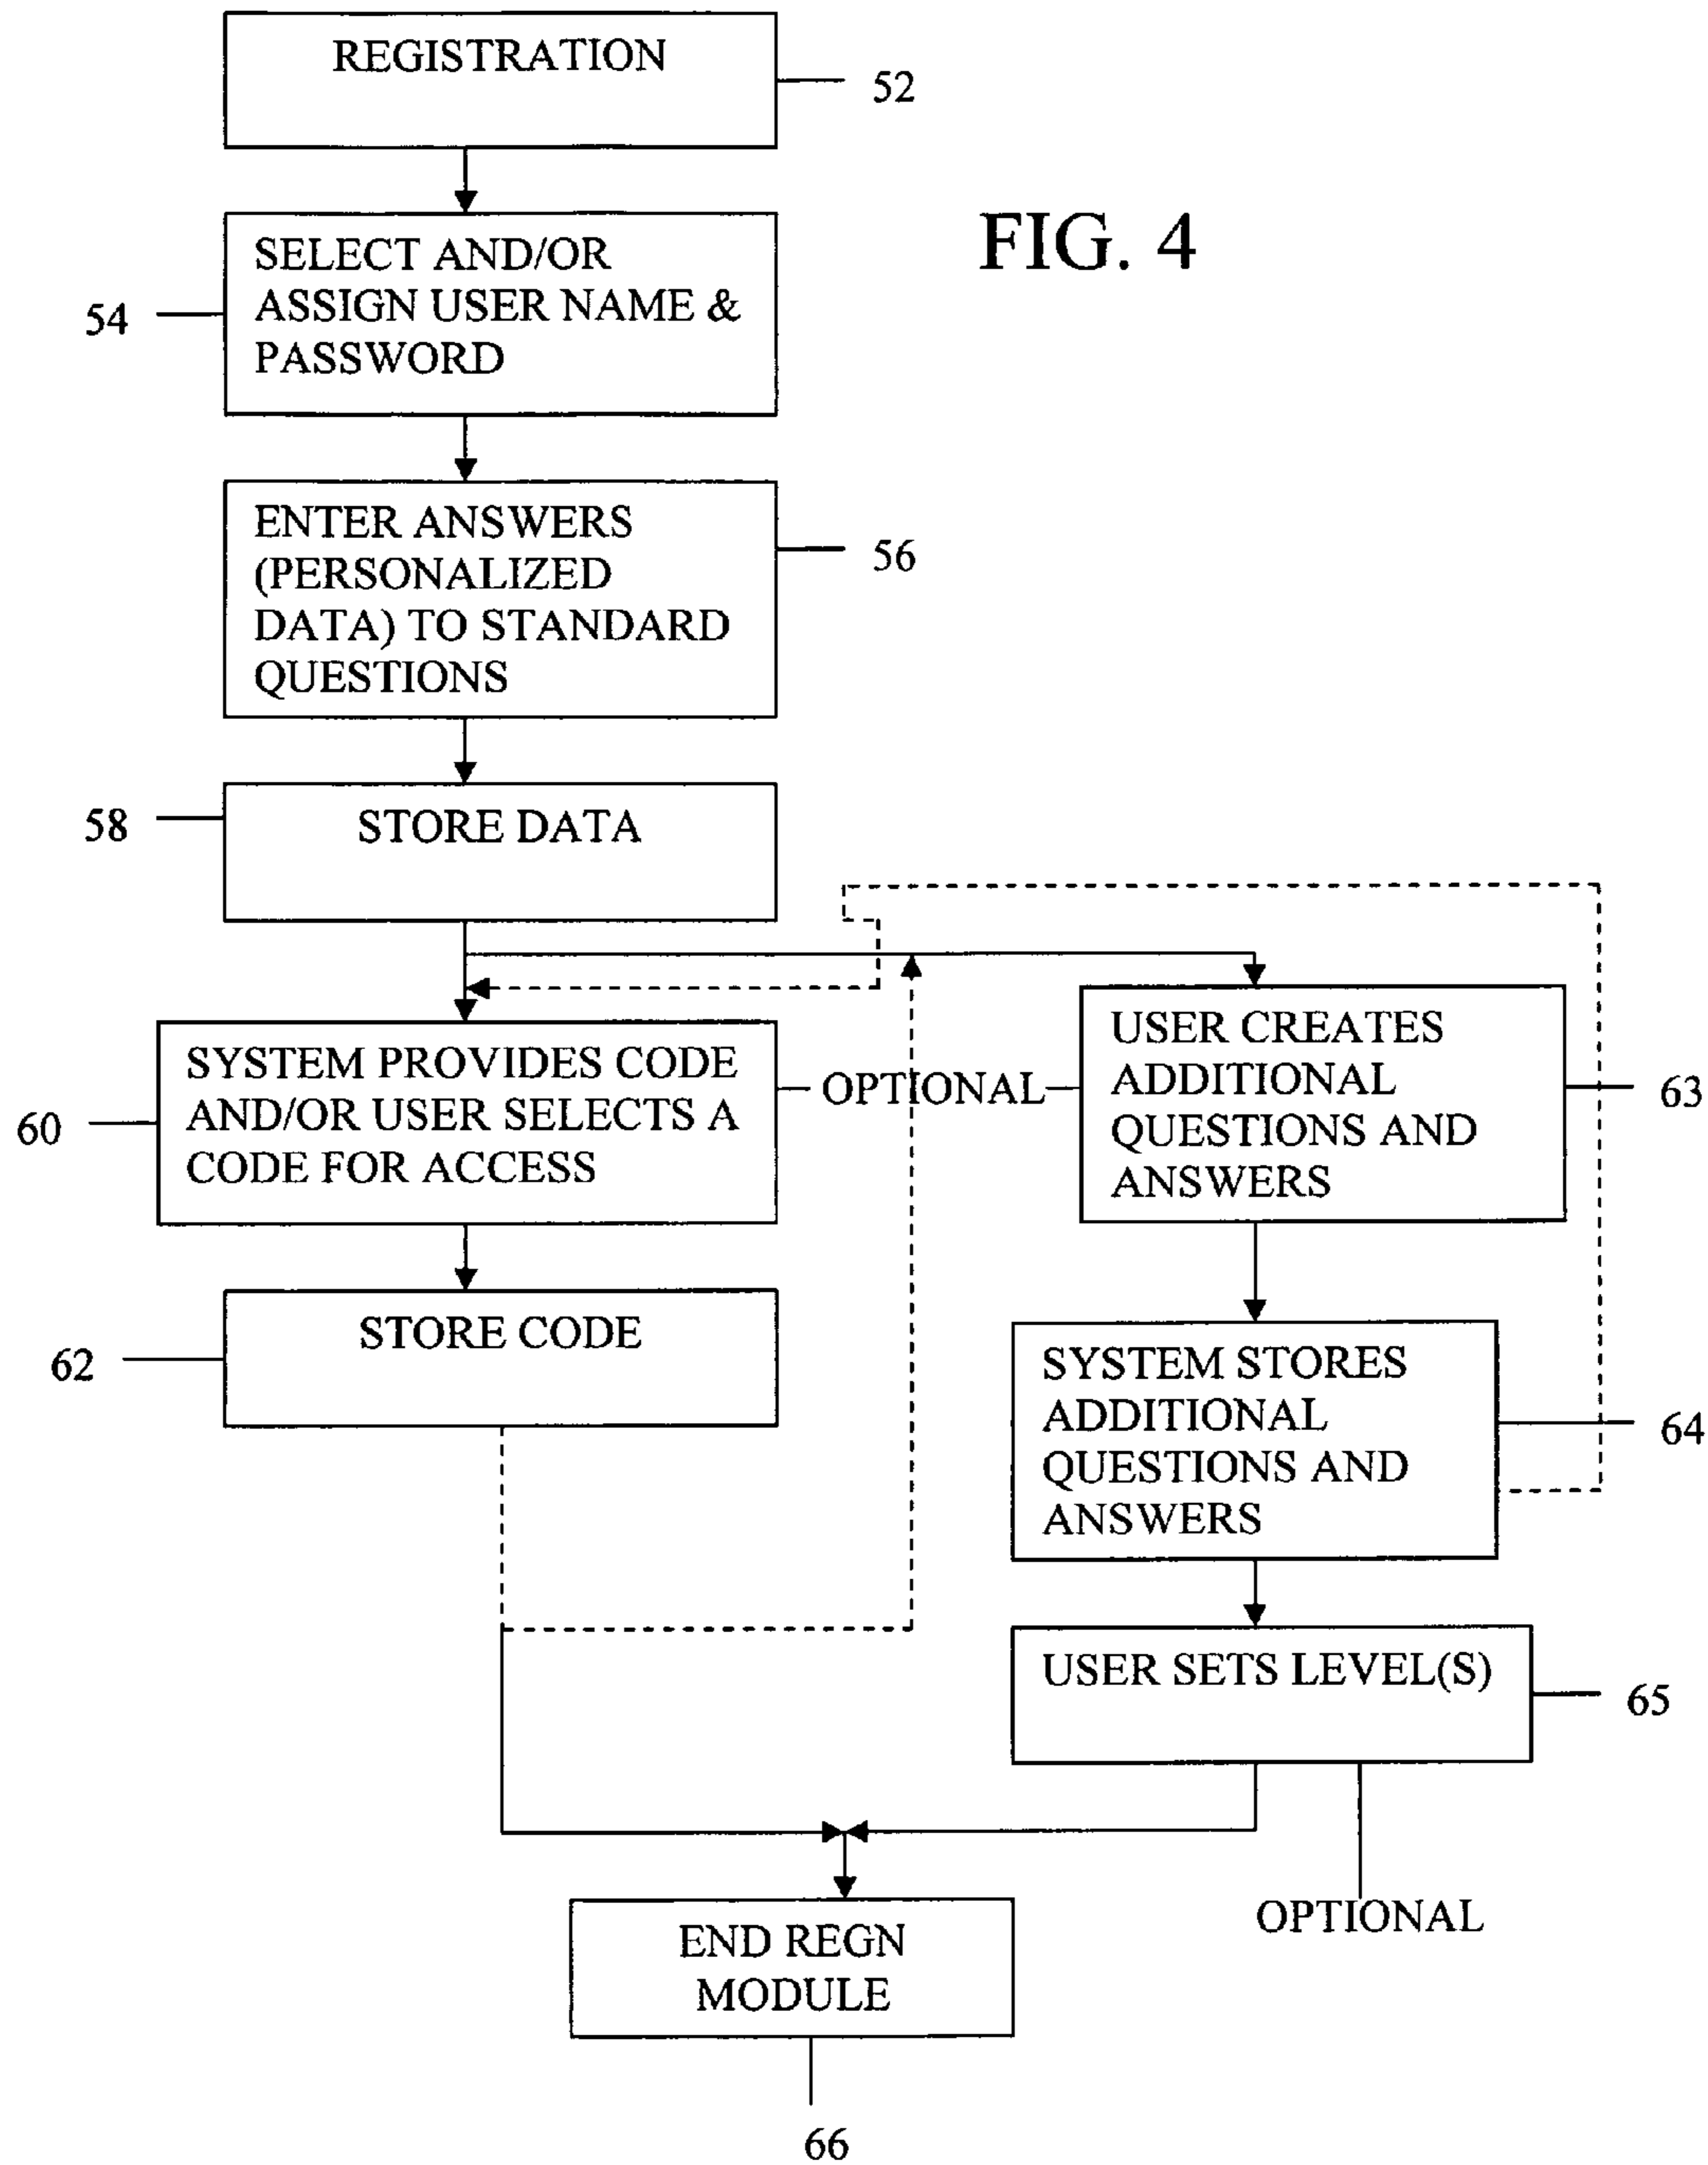 REGISTRATION
52
FIG. 4
SELECT AND/OR
ASSIGN USER NAME &
PASSWORD
54
ENTER ANSWERS
(PERSONALIZED
DATA) TO STANDARD
QUESTIONS
56
STORE DATA
58
SYSTEM PROVIDES CODE
AND/OR USER SELECTS A
CODE FOR ACCESS
60
OPTIONAL
USER CREATES
ADDITIONAL
QUESTIONS AND
ANSWERS
63
STORE CODE
62
SYSTEM STORES
ADDITIONAL
QUESTIONS AND
ANSWERS
64
USER SETS LEVEL(S)
65
OPTIONAL
END REGN
MODULE
66